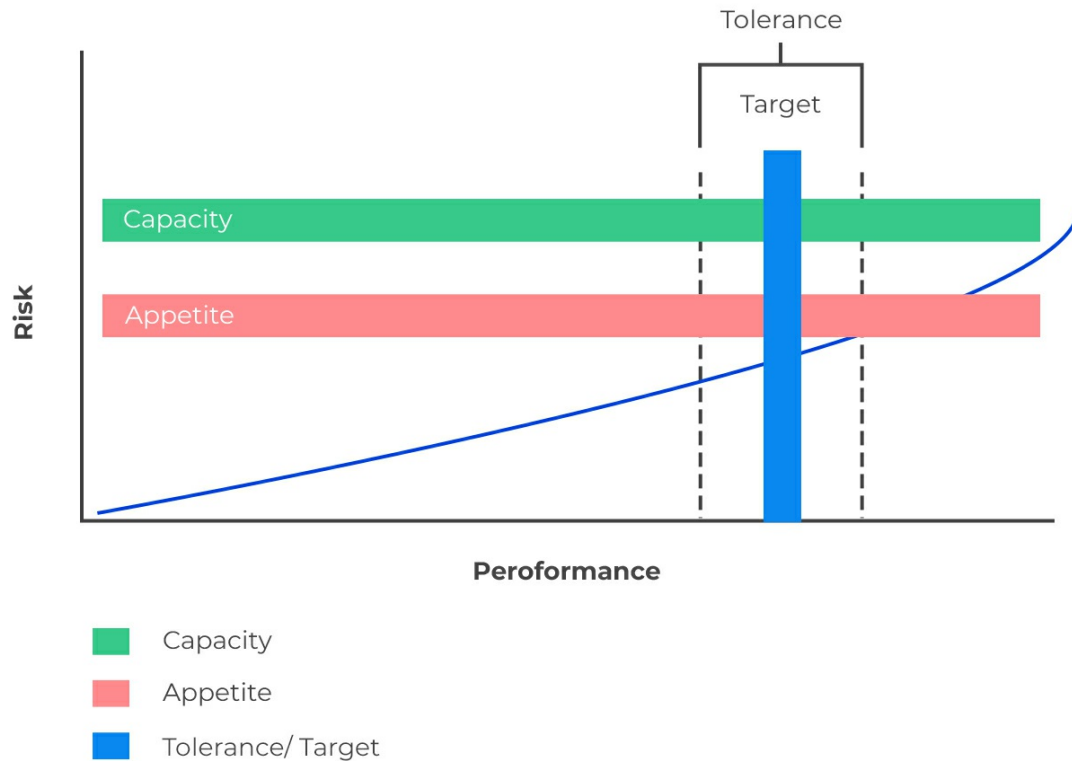 Tolerance
Target
Capacity
Appetite
Risk
Peroformance
Capacity
Appetite
Tolerance/ Target